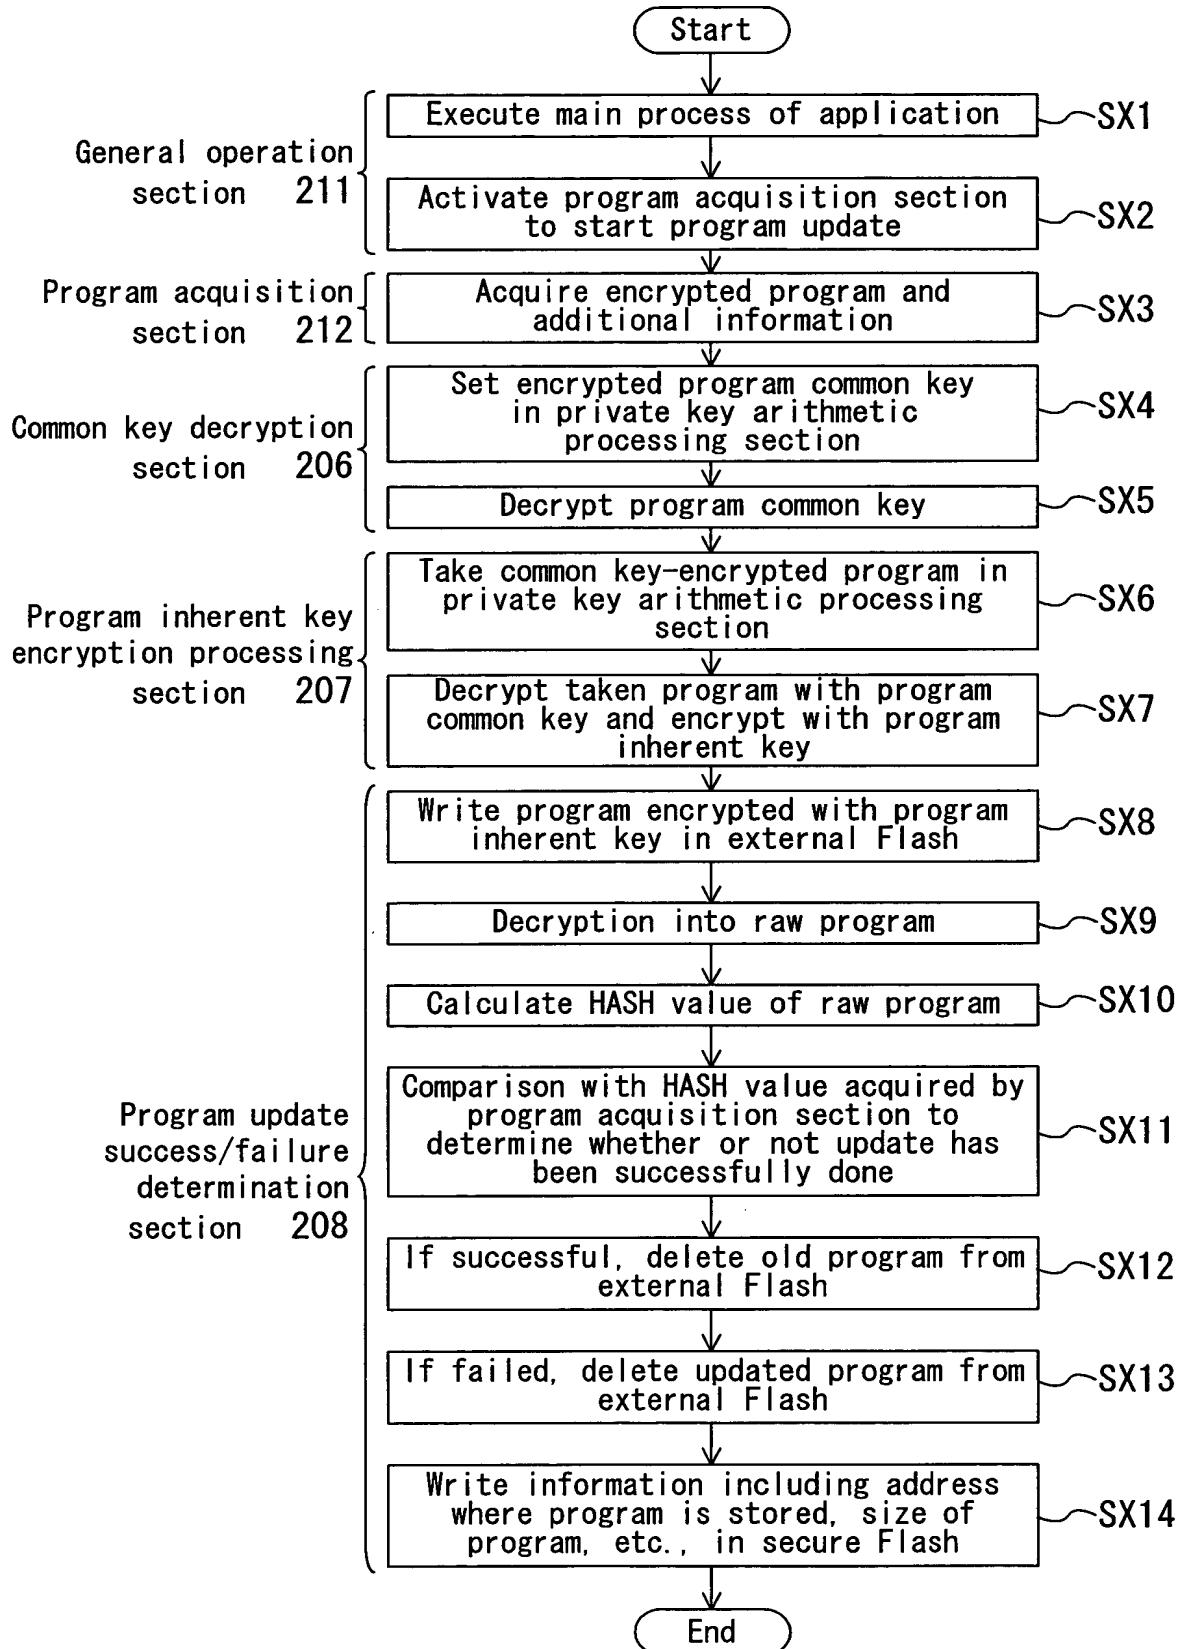 Start
General operation
section 211
Execute main process of application
SX1
Activate program acquisition section
to start program update
SX2
Program acquisition
section 212
Acquire encrypted program and
additional information
SX3
Common key decryption
section 206
Set encrypted program common key
in private key arithmetic
processing section
SX4
Decrypt program common key
SX5
Program inherent key
encryption processing
section 207
Take common key-encrypted program in
private key arithmetic processing
section
SX6
Decrypt taken program with program
common key and encrypt with program
inherent key
SX7
Program update
success/failure
determination
section 208
Write program encrypted with program
inherent key in external Flash
SX8
Decryption into raw program
SX9
Calculate HASH value of raw program
SX10
Comparison with HASH value acquired by
program acquisition section to
determine whether or not update has
been successfully done
SX11
If successful, delete old program from
external Flash
SX12
If failed, delete updated program from
external Flash
SX13
Write information including address
where program is stored, size of
program, etc., in secure Flash
SX14
End